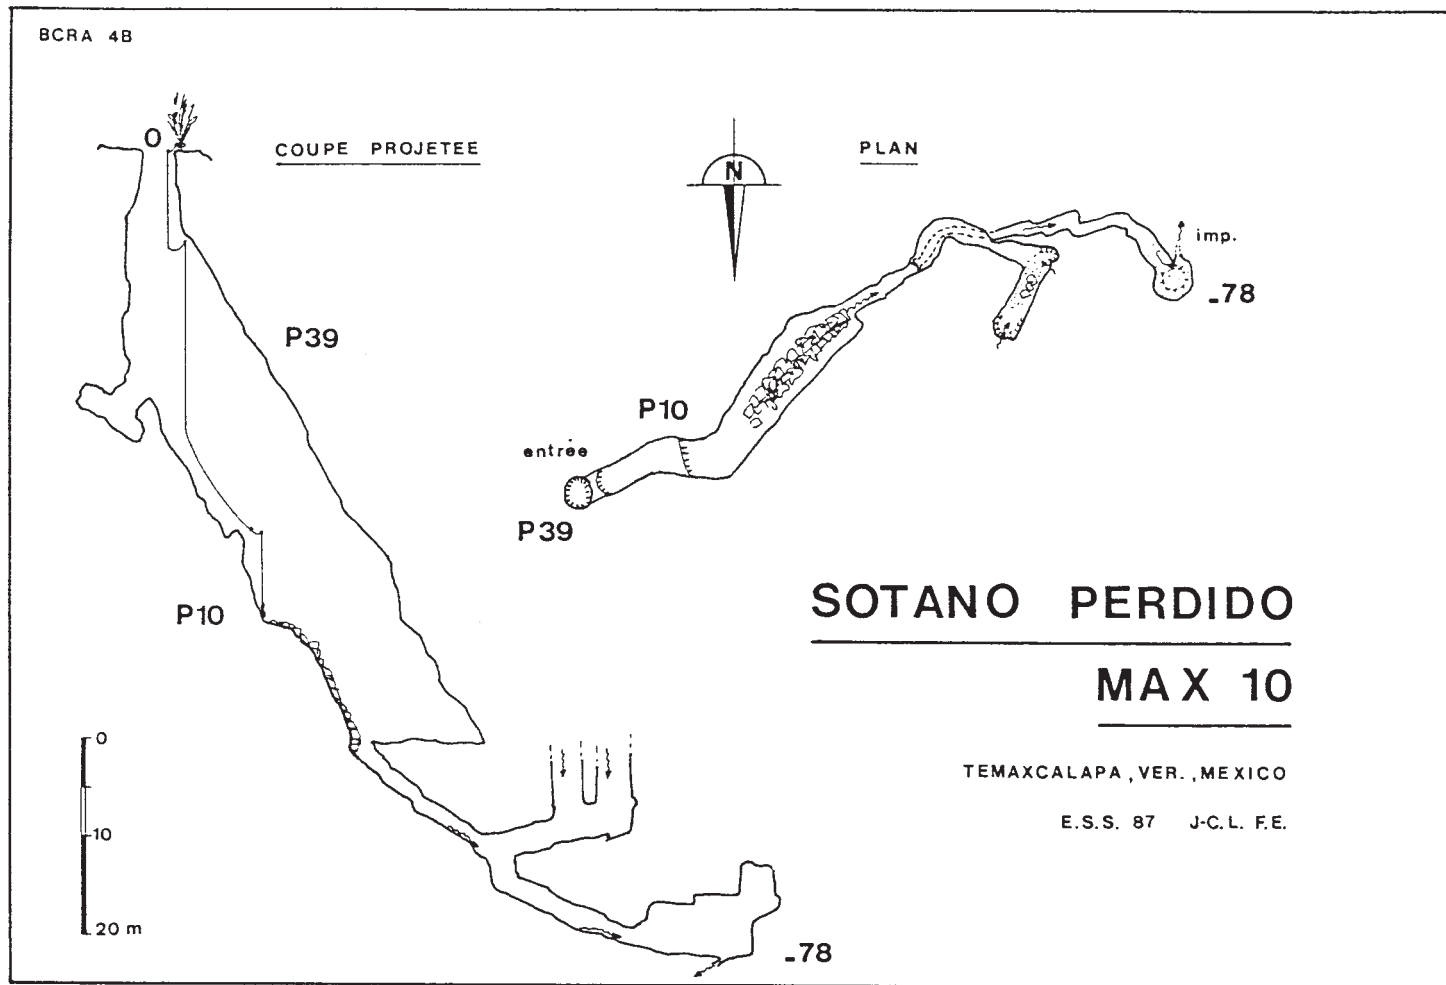 BCRA 4B
O
COUPE PROJETEE
N
PLAN
imp.
-78
P39
P10
entrée
P39
P10
SOTANO PERDIDO
MAX 10
TEMAXCALAPA, VER., MEXICO
E.S.S. 87 J-C.L. F.E.
0
10
20 m
-78